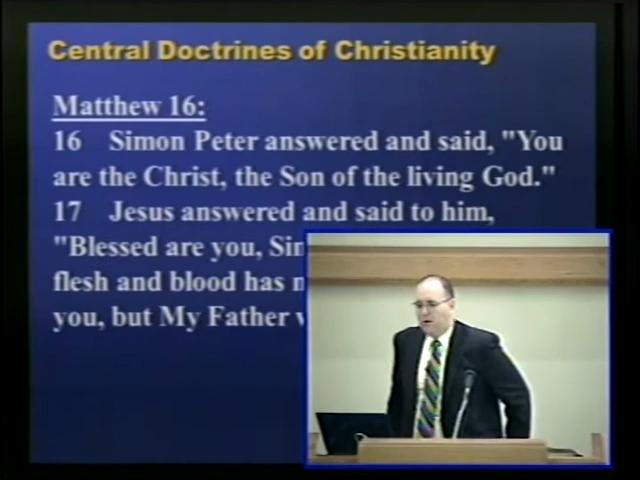 Central Doctrines of Christianity
Matthew 16:
16 Simon Peter answered and said, "You
are the Christ, the Son of the living God."
17 Jesus answered and said to him,
"Blessed are you,
flesh and blood has
you, but My Father